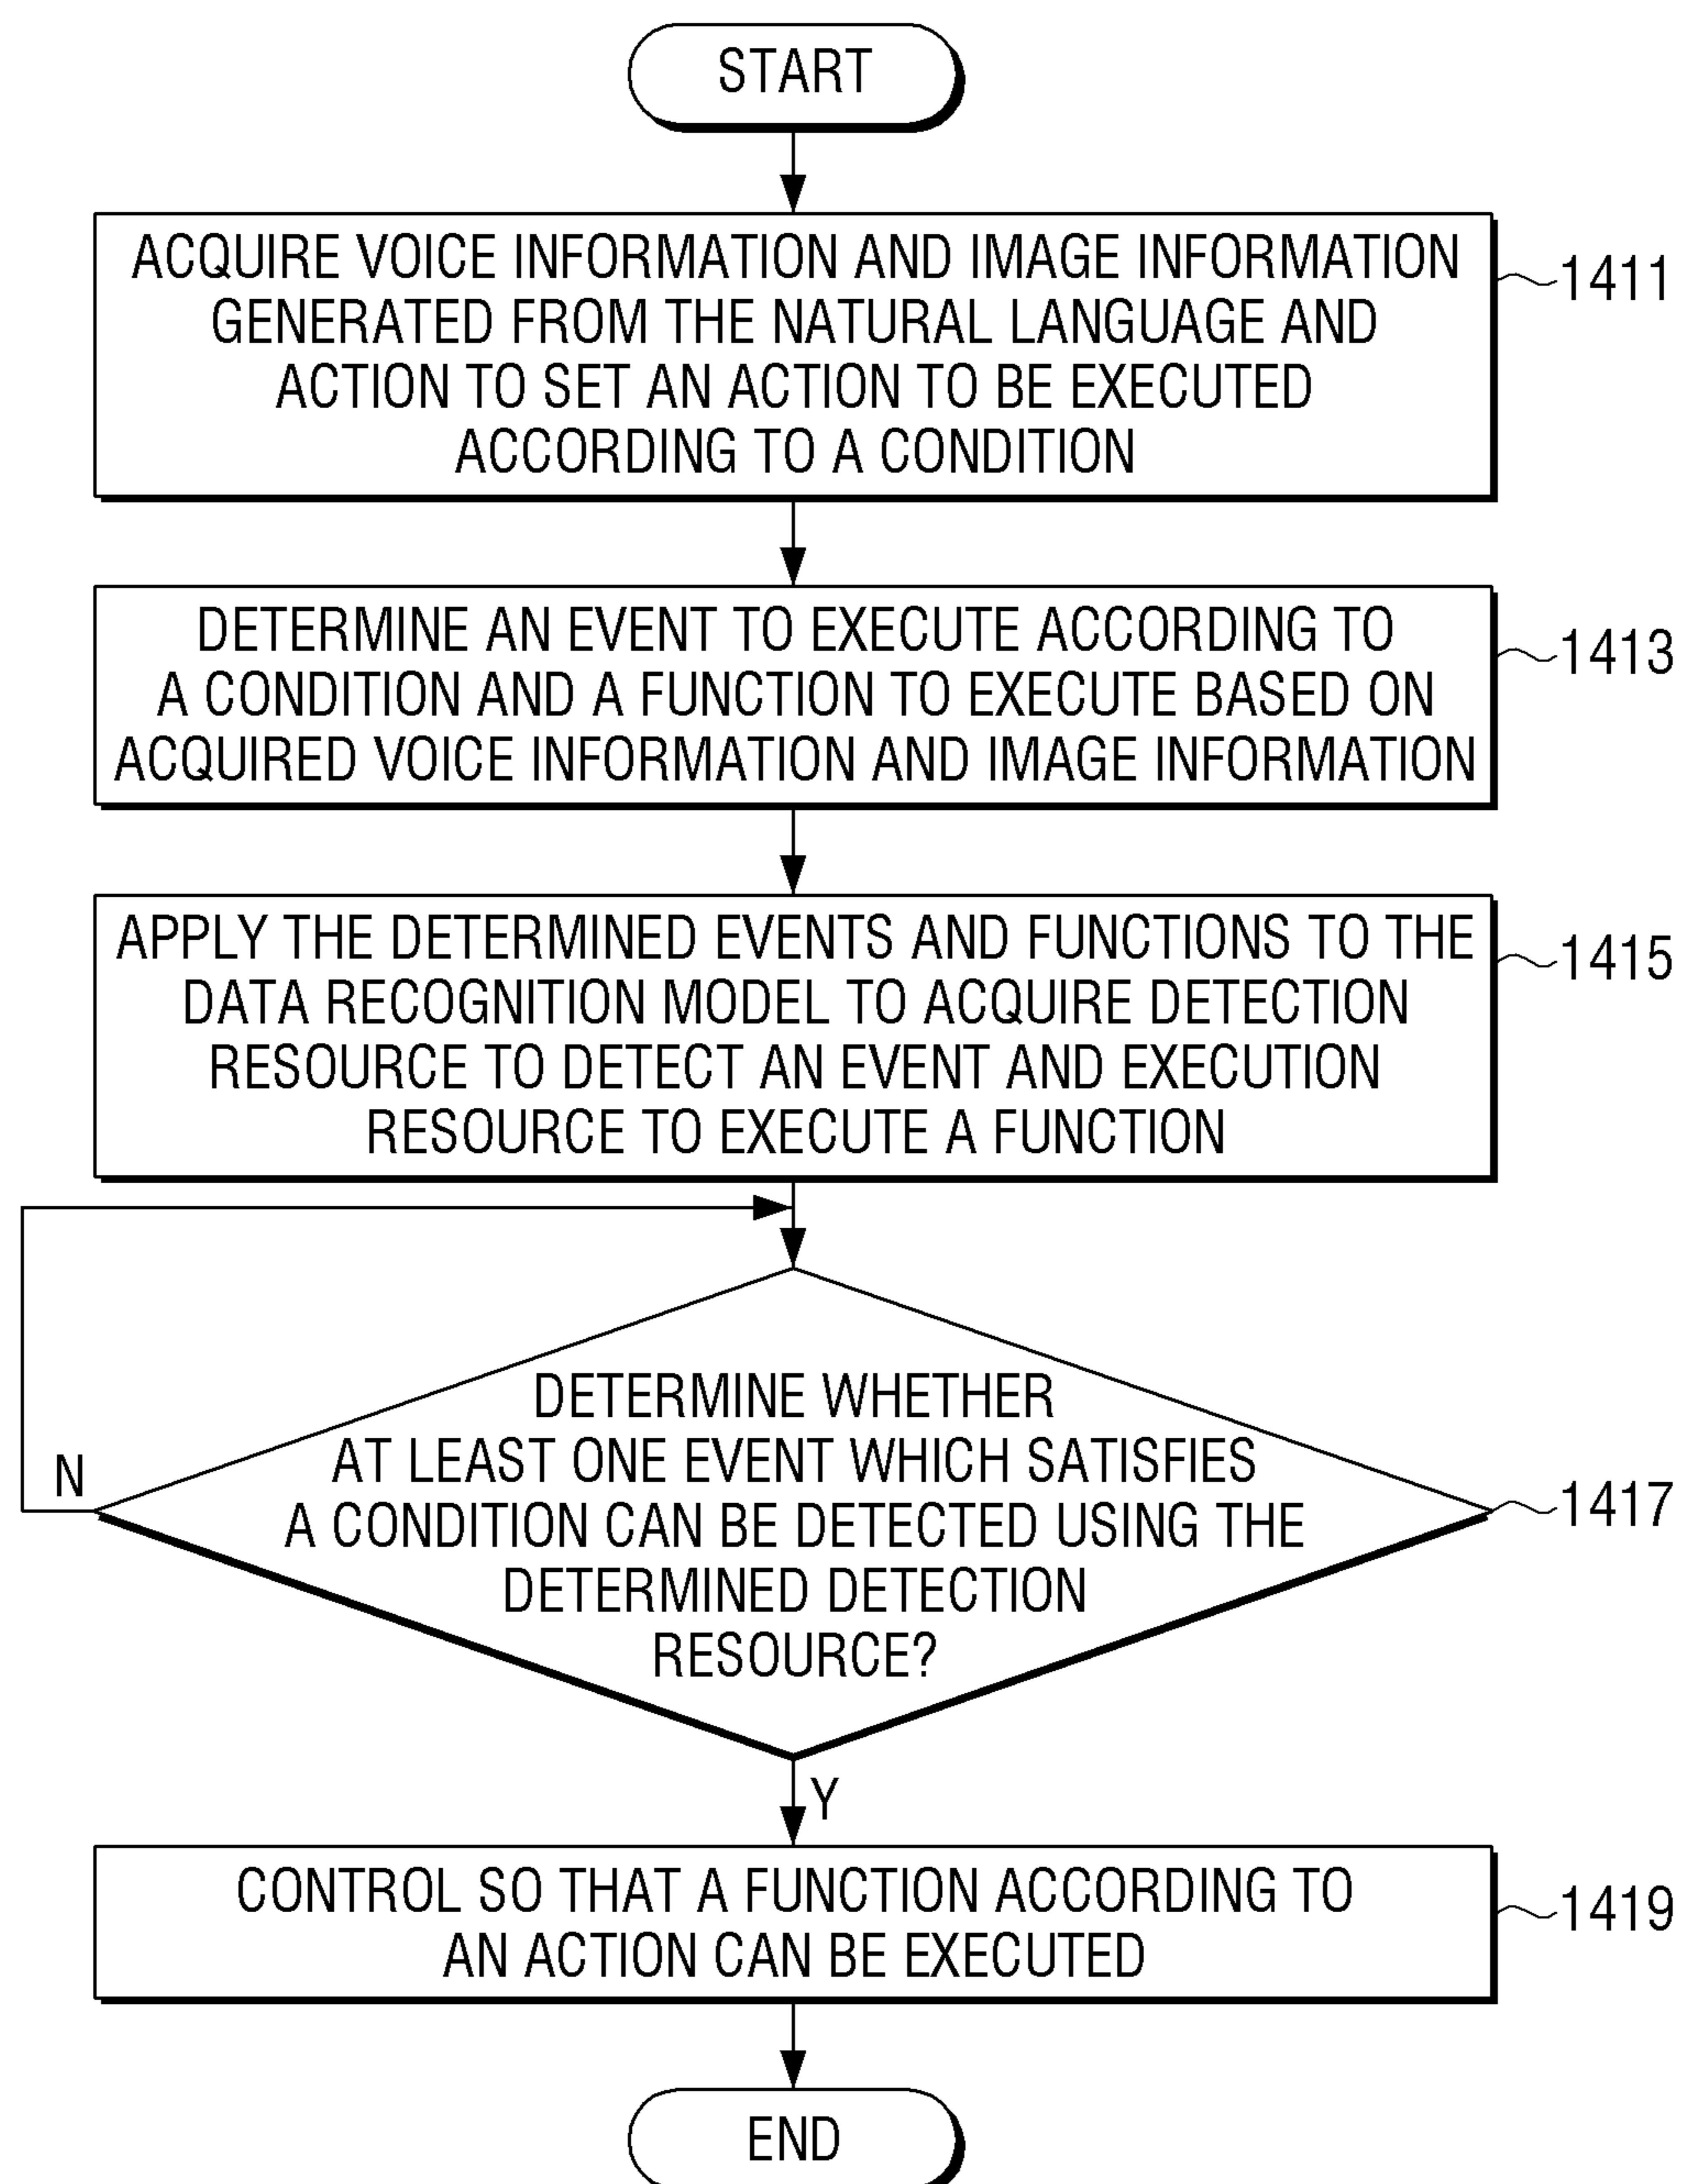 START
ACQUIRE VOICE INFORMATION AND IMAGE INFORMATION
GENERATED FROM THE NATURAL LANGUAGE AND
ACTION TO SET AN ACTION TO BE EXECUTED
ACCORDING TO A CONDITION
1411
DETERMINE AN EVENT TO EXECUTE ACCORDING TO
A CONDITION AND A FUNCTION TO EXECUTE BASED ON
ACQUIRED VOICE INFORMATION AND IMAGE INFORMATION
1413
APPLY THE DETERMINED EVENTS AND FUNCTIONS TO THE
DATA RECOGNITION MODEL TO ACQUIRE DETECTION
RESOURCE TO DETECT AN EVENT AND EXECUTION
RESOURCE TO EXECUTE A FUNCTION
1415
DETERMINE WHETHER
AT LEAST ONE EVENT WHICH SATISFIES
A CONDITION CAN BE DETECTED USING THE
DETERMINED DETECTION
RESOURCE?
N
1417
Y
CONTROL SO THAT A FUNCTION ACCORDING TO
AN ACTION CAN BE EXECUTED
1419
END